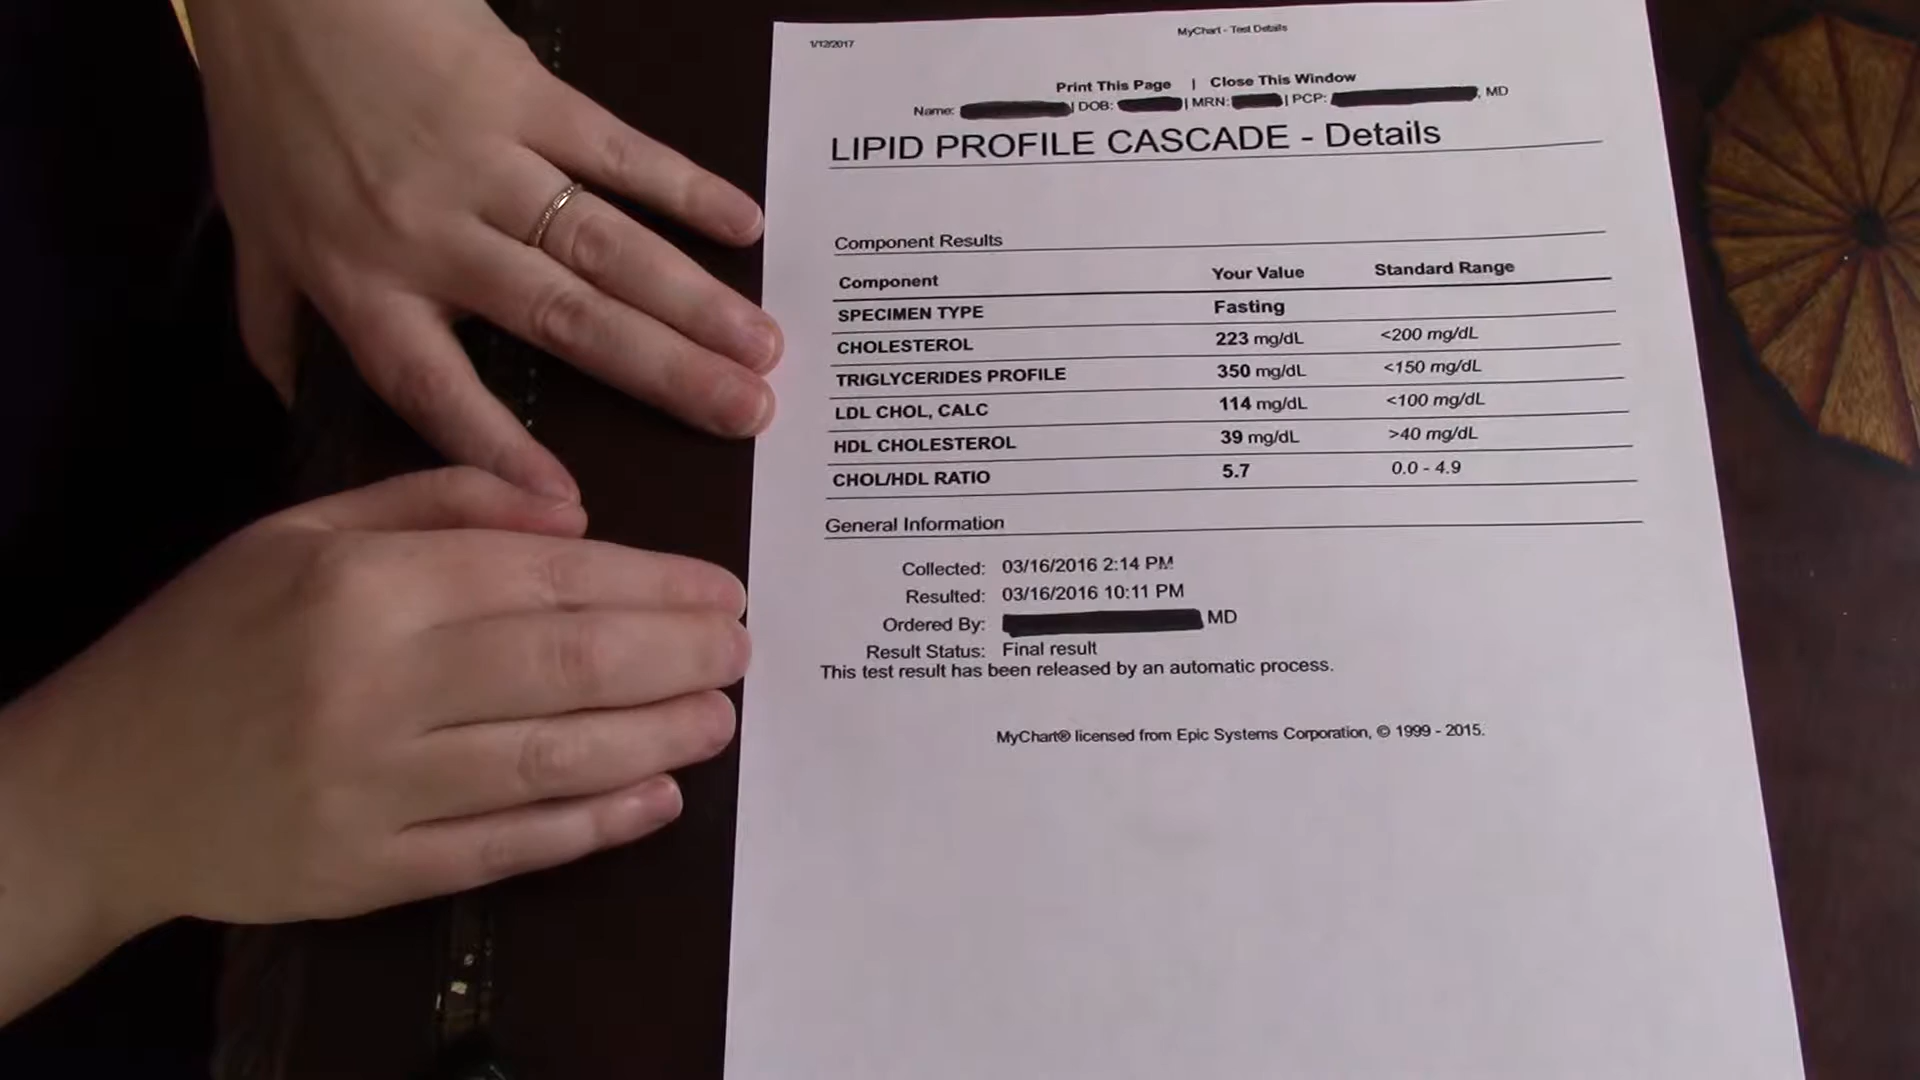 1/12/2017 MyChart - Test Details
Print This Page | Close This Window
Name: | DOB: | MRN: | PCP: , MD
LIPID PROFILE CASCADE - Details
Component Results
Component Your Value Standard Range
SPECIMEN TYPE Fasting
CHOLESTEROL 223 mg/dL <200 mg/dL
TRIGLYCERIDES PROFILE 350 mg/dL <150 mg/dL
LDL CHOL, CALC 114 mg/dL <100 mg/dL
HDL CHOLESTEROL 39 mg/dL >40 mg/dL
CHOL/HDL RATIO 5.7 0.0 - 4.9
General Information
Collected: 03/16/2016 2:14 PM
Resulted: 03/16/2016 10:11 PM
Ordered By: MD
Result Status: Final result
This test result has been released by an automatic process.
MyChart® licensed from Epic Systems Corporation, © 1999 - 2015.